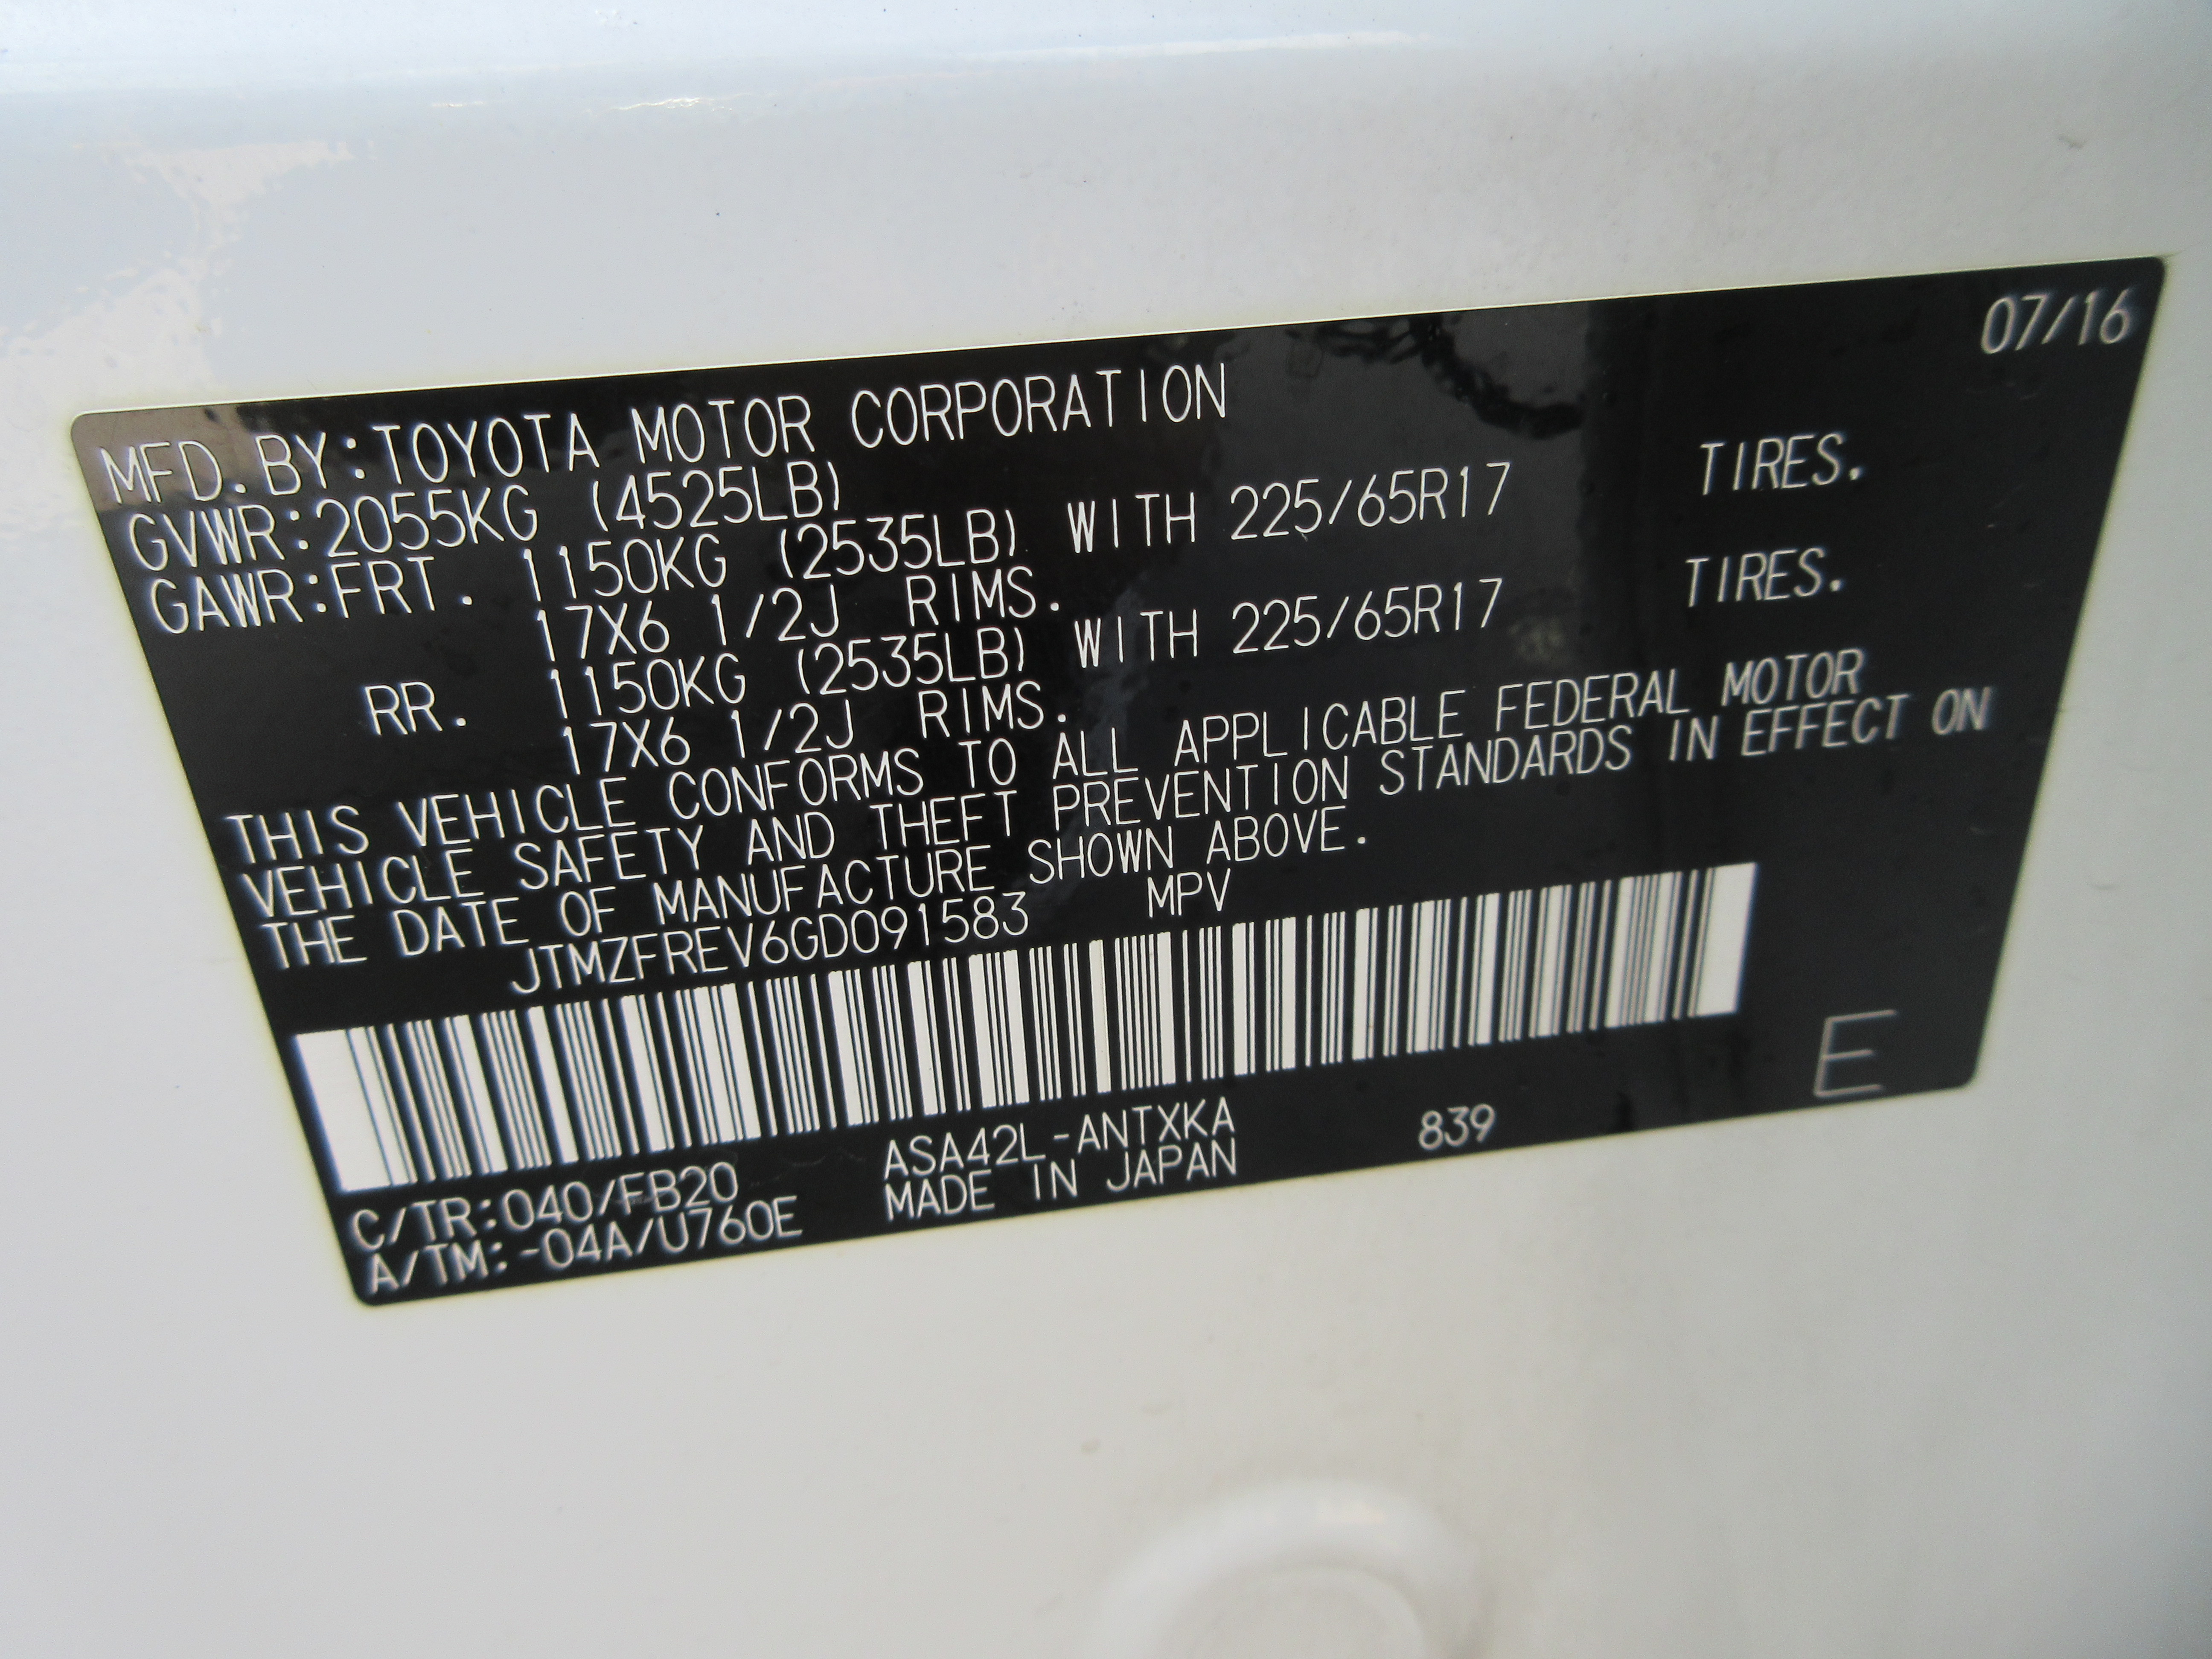 07/16
MFD. BY:TOYOTA MOTOR CORPORATION
GVWR:2055KG (4525LB)
GAWR:FRT. 1150KG (2535LB) WITH 225/65R17 TIRES.
17X6 1/2J RIMS.
RR. 1150KG (2535LB) WITH 225/65R17 TIRES.
17X6 1/2J RIMS.
THIS VEHICLE CONFORMS TO ALL APPLICABLE FEDERAL MOTOR
VEHICLE SAFETY AND THEFT PREVENTION STANDARDS IN EFFECT ON
THE DATE OF MANUFACTURE SHOWN ABOVE.
JTMZFREV6GD091583 MPV
C/TR:040/FB20 ASA42L-ANTXKA 839 E
A/TM:-04A/U760E MADE IN JAPAN